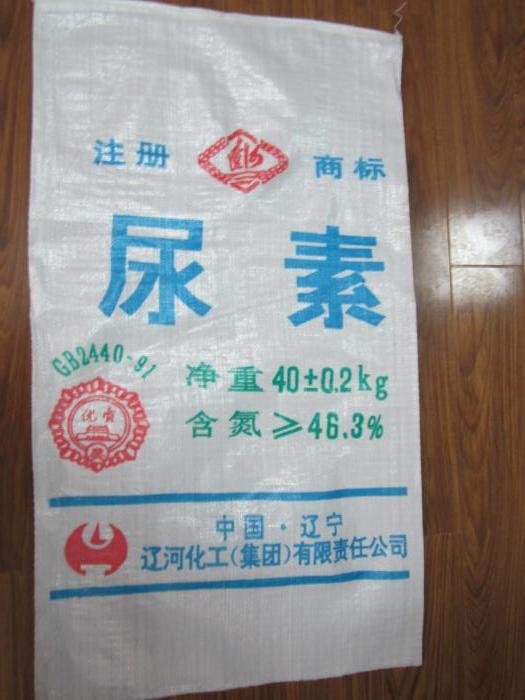 注册 商标
尿素
GB2440-91
净重 40±0.2kg
含氮≥46.3%
优质
中国·辽宁
辽河化工(集团)有限责任公司